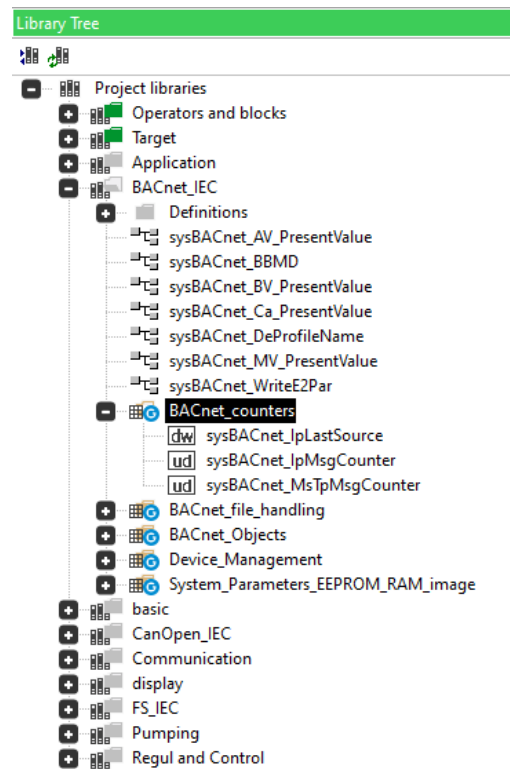 Library Tree
Project libraries
Operators and blocks
Target
Application
BACnet_IEC
Definitions
sysBACnet_AV_PresentValue
sysBACnet_BBMD
sysBACnet_BV_PresentValue
sysBACnet_Ca_PresentValue
sysBACnet_DeProfileName
sysBACnet_MV_PresentValue
sysBACnet_WriteE2Par
BACnet_counters
dw sysBACnet_IpLastSource
ud sysBACnet_IpMsgCounter
ud sysBACnet_MsTpMsgCounter
G BACnet_file_handling
G BACnet_Objects
G Device_Management
G System_Parameters_EEPROM_RAM_image
basic
CanOpen_IEC
Communication
display
FS_IEC
Pumping
Regul and Control